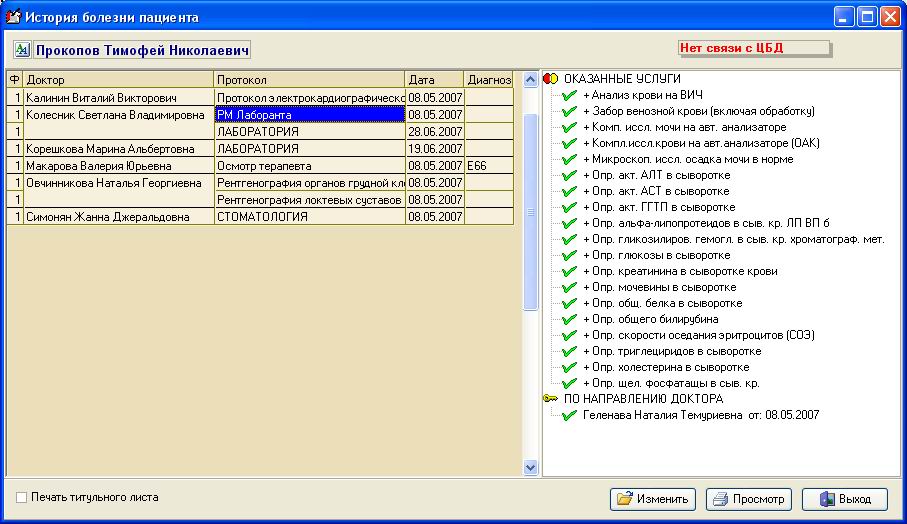 История болезни пациента
Прокопов Тимофей Николаевич
Нет связи с ЦБД
Ф Доктор Протокол Дата Диагноз
1 Калинин Виталий Викторович Протокол электрокардиографическо 08.05.2007
1 Колесник Светлана Владимировна РМ Лаборанта 08.05.2007
1 ЛАБОРАТОРИЯ 28.06.2007
1 Корешкова Марина Альбертовна ЛАБОРАТОРИЯ 19.06.2007
1 Макарова Валерия Юрьевна Осмотр терапевта 08.05.2007 E66
1 Овчинникова Наталья Георгиевна Рентгенография органов грудной кле 08.05.2007
1 Рентгенография локтевых суставов 08.05.2007
1 Симонян Жанна Джеральдовна СТОМАТОЛОГИЯ 08.05.2007
ОКАЗАННЫЕ УСЛУГИ
+ Анализ крови на ВИЧ
+ Забор венозной крови (включая обработку)
+ Комп. иссл. мочи на авт. анализаторе
+ Компл.иссл.крови на авт.анализаторе (ОАК)
+ Микроскоп. иссл. осадка мочи в норме
+ Опр. акт. АЛТ в сыворотке
+ Опр. акт. АСТ в сыворотке
+ Опр. акт. ГГТП в сыворотке
+ Опр. альфа-липопротеидов в сыв. кр. ЛП ВП б
+ Опр. гликозилиров. гемогл. в сыв. кр. хроматограф. мет.
+ Опр. глюкозы в сыворотке
+ Опр. креатинина в сыворотке крови
+ Опр. мочевины в сыворотке
+ Опр. общ. белка в сыворотке
+ Опр. общего билирубина
+ Опр. скорости оседания эритроцитов (СОЭ)
+ Опр. триглецеридов в сыворотке
+ Опр. холестерина в сыворотке
+ Опр. щел. фосфатащы в сыв. кр.
ПО НАПРАВЛЕНИЮ ДОКТОРА
Геленава Наталия Темуриевна от: 08.05.2007
Печать титульного листа
Изменить Просмотр Выход